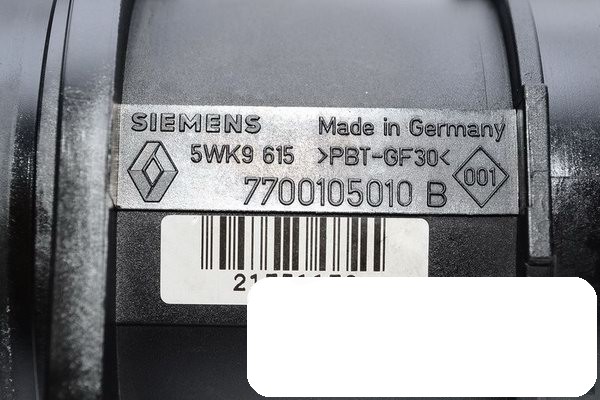 SIEMENS Made in Germany
5WK9 615 >PBT-GF30< 001
7700105010 B